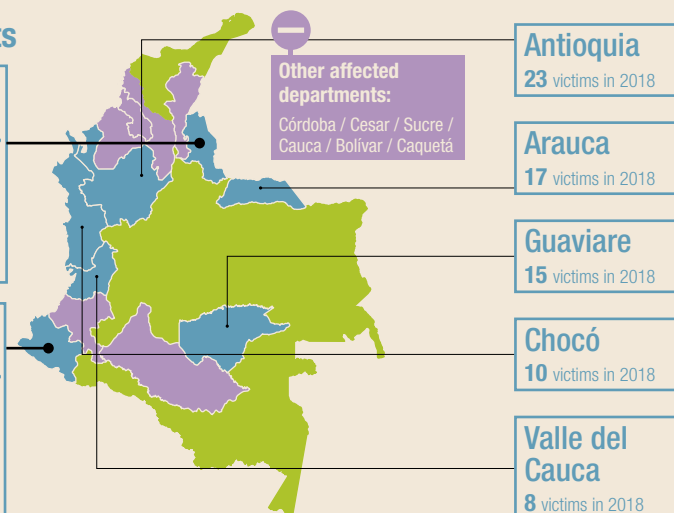 ts
Other affected
departments:
Córdoba / Cesar / Sucre /
Cauca / Bolívar / Caquetá
Antioquia
23 victims in 2018
Arauca
17 victims in 2018
Guaviare
15 victims in 2018
Chocó
10 victims in 2018
Valle del
Cauca
8 victims in 2018